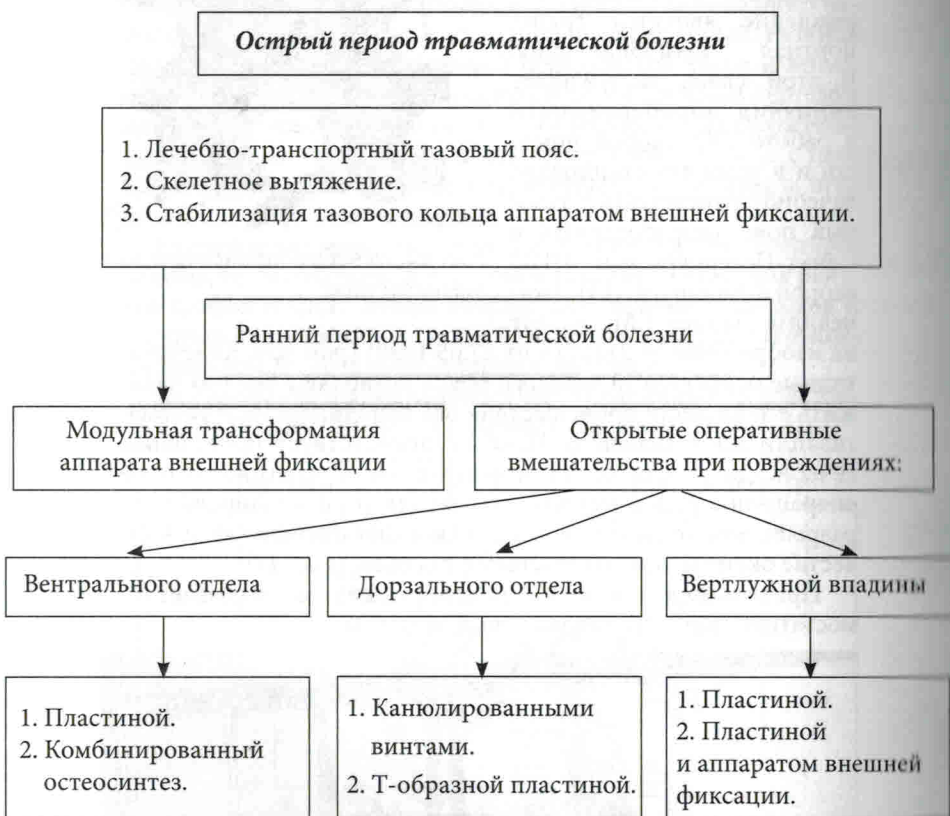 Острый период травматической болезни
1. Лечебно-транспортный тазовый пояс.
2. Скелетное вытяжение.
3. Стабилизация тазового кольца аппаратом внешней фиксации.
Ранний период травматической болезни
Модульная трансформация
аппарата внешней фиксации
Открытые оперативные
вмешательства при повреждениях:
Вентрального отдела
Дорзального отдела
Вертлужной впадины
1. Пластиной.
2. Комбинированный
остеосинтез.
1. Канюлированными
винтами.
2. Т-образной пластиной.
1. Пластиной.
2. Пластиной
и аппаратом внешней
фиксации.